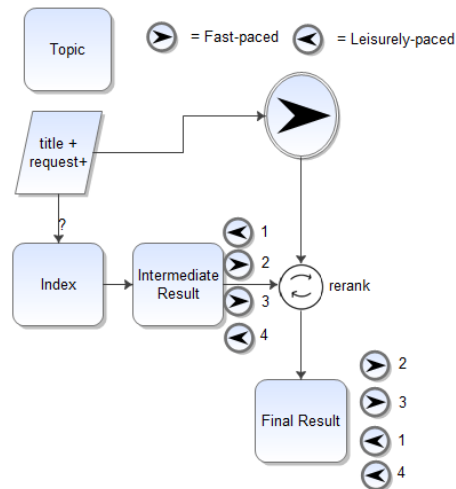 Topic
= Fast-paced
= Leisurely-paced
title +
request+
?
Index
Intermediate
Result
1
2
3
4
rerank
Final Result
2
3
1
4